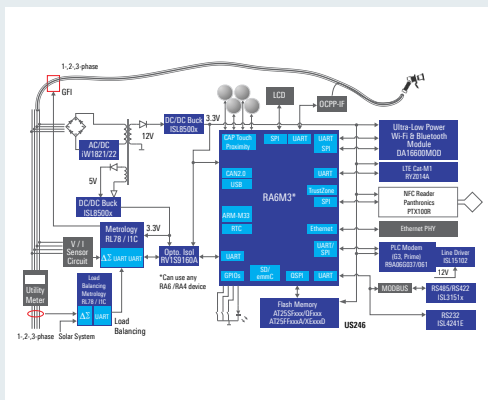 1-,2-,3-phase
GFI
AC/DC
iW1821/22
12V
DC/DC Buck
ISL8500x
3.3V
LCD
OCPP-IF
5V
DC/DC Buck
ISL8500x
CAP Touch
Proximity
SPI
UART
UART
SPI
CAN2.0
USB
UART
RA6M3*
TrustZone
SPI
ARM-M33
RTC
Ethernet
UART
UART/
SPI
GPIOs
SD/
emmC
QSPI
UART
Ultra-Low Power
Wi-Fi & Bluetooth
Module
DA16600MOD
LTE Cat-M1
RYZ014A
NFC Reader
Panthronics
PTX100R
Ethernet PHY
PLC Modem
(G3, Prime)
R9A06G037/061
Line Driver
ISL15102
12V
MODBUS
RS485/RS422
ISL3151x
RS232
ISL4241E
V / I
Sensor
Circuit
Metrology
RL78 / I1C
ΔΣ
UART
UART
3.3V
Opto. Isol
RV1S9160A
*Can use any
RA6 /RA4 device
Utility
Meter
Load
Balancing
Metrology
RL78 / I1C
ΔΣ
UART
Load
Balancing
Flash Memory
AT25SFxxx/QFxxx
AT25FFxxxA/XExxxD
US246
1-,2-,3-phase
Solar System